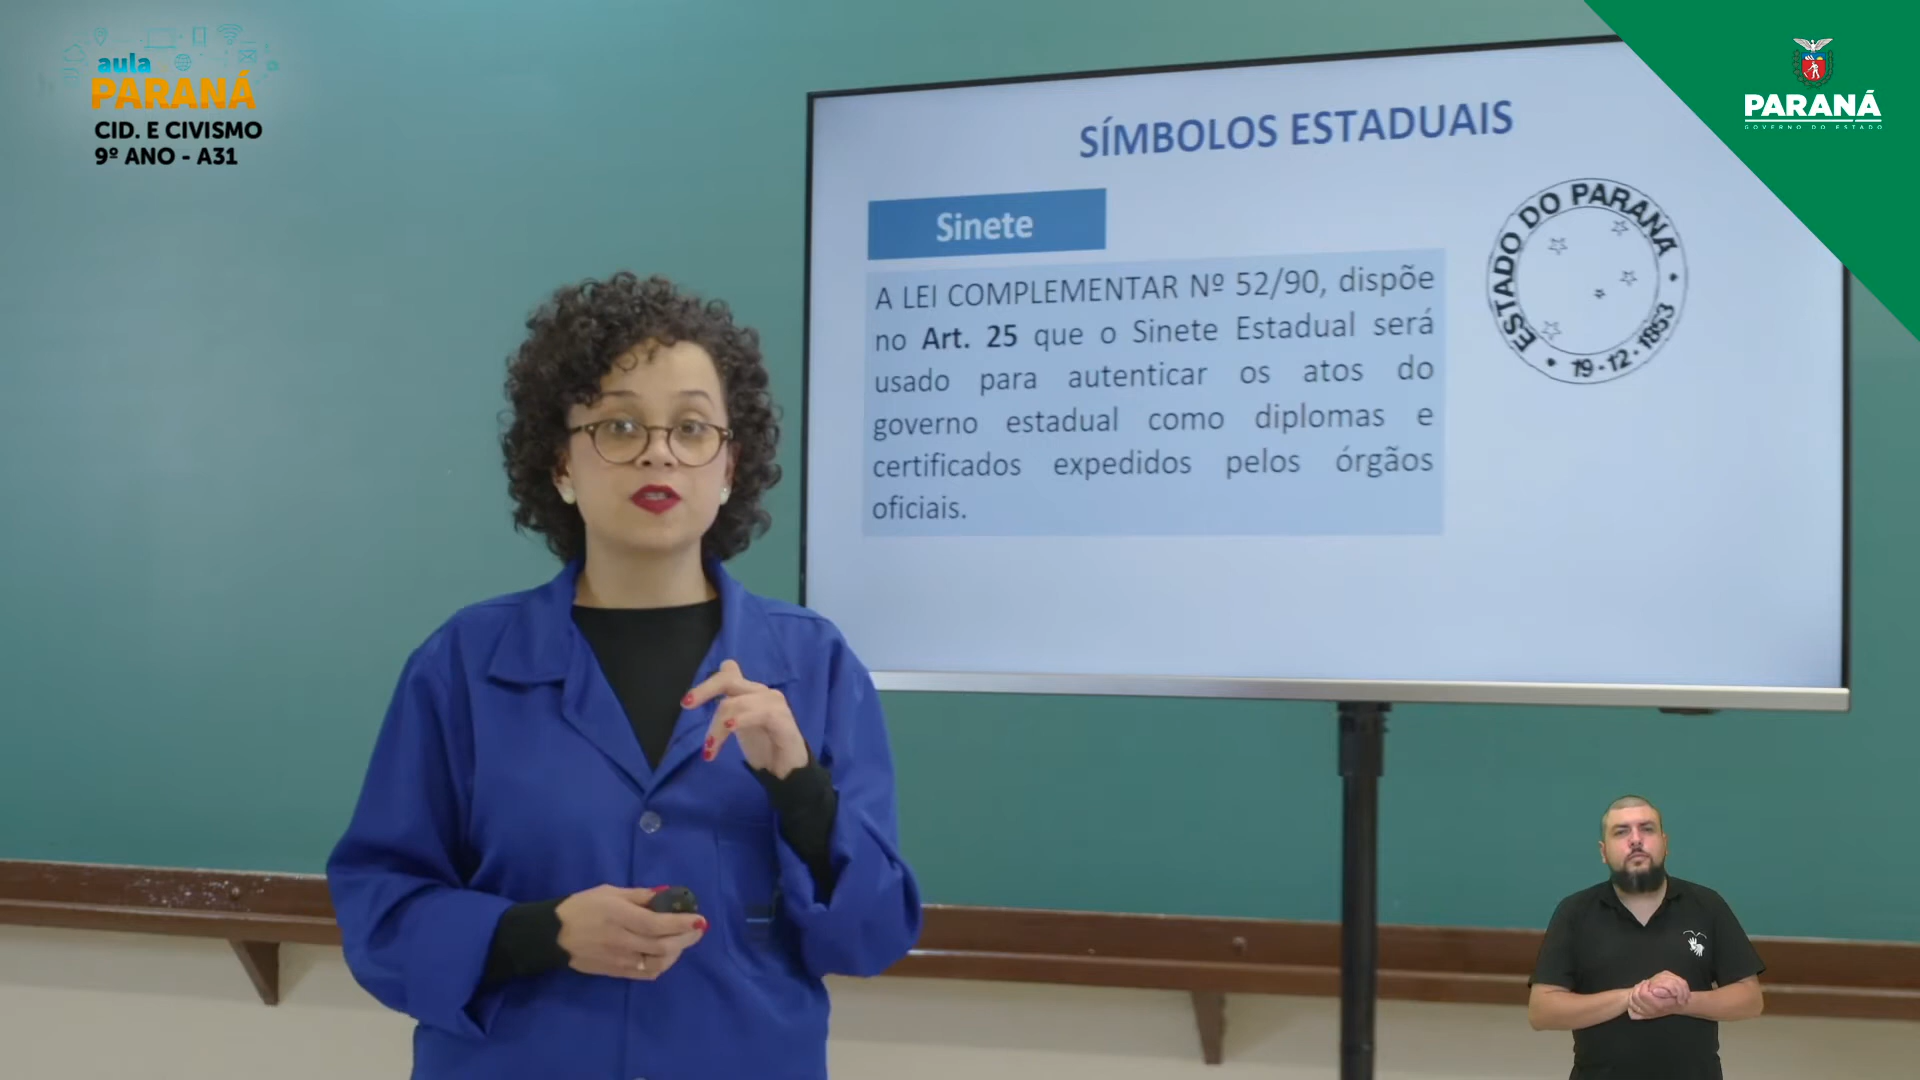 aula
PARANÁ
CID. E CIVISMO
9º ANO - A31
SÍMBOLOS ESTADUAIS
Sinete
A LEI COMPLEMENTAR Nº 52/90, dispõe
no Art. 25 que o Sinete Estadual será
usado para autenticar os atos do
governo estadual como diplomas e
certificados expedidos pelos órgãos
oficiais.
ESTADO DO PARANÁ
• 19-12-1853 •
PARANÁ
GOVERNO DO ESTADO